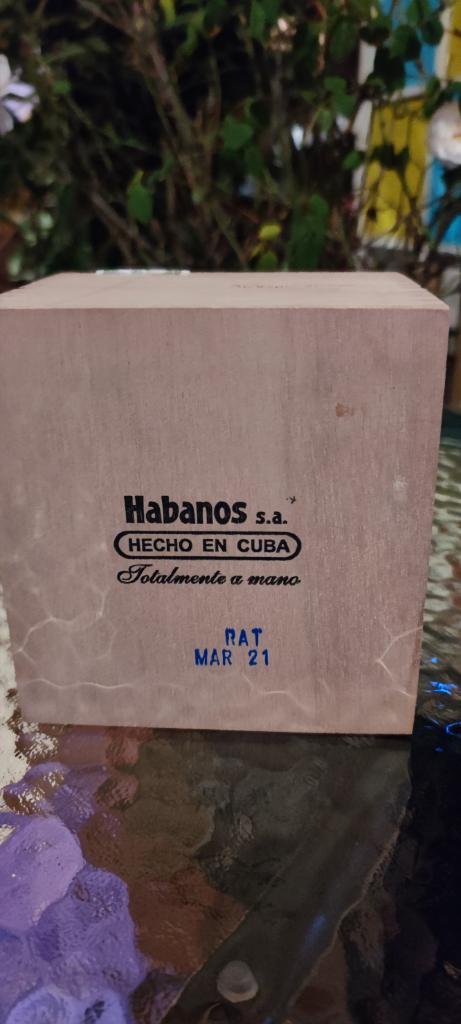 Habanos s.a.
HECHO EN CUBA
Totalmente a mano
RAT
MAR 21